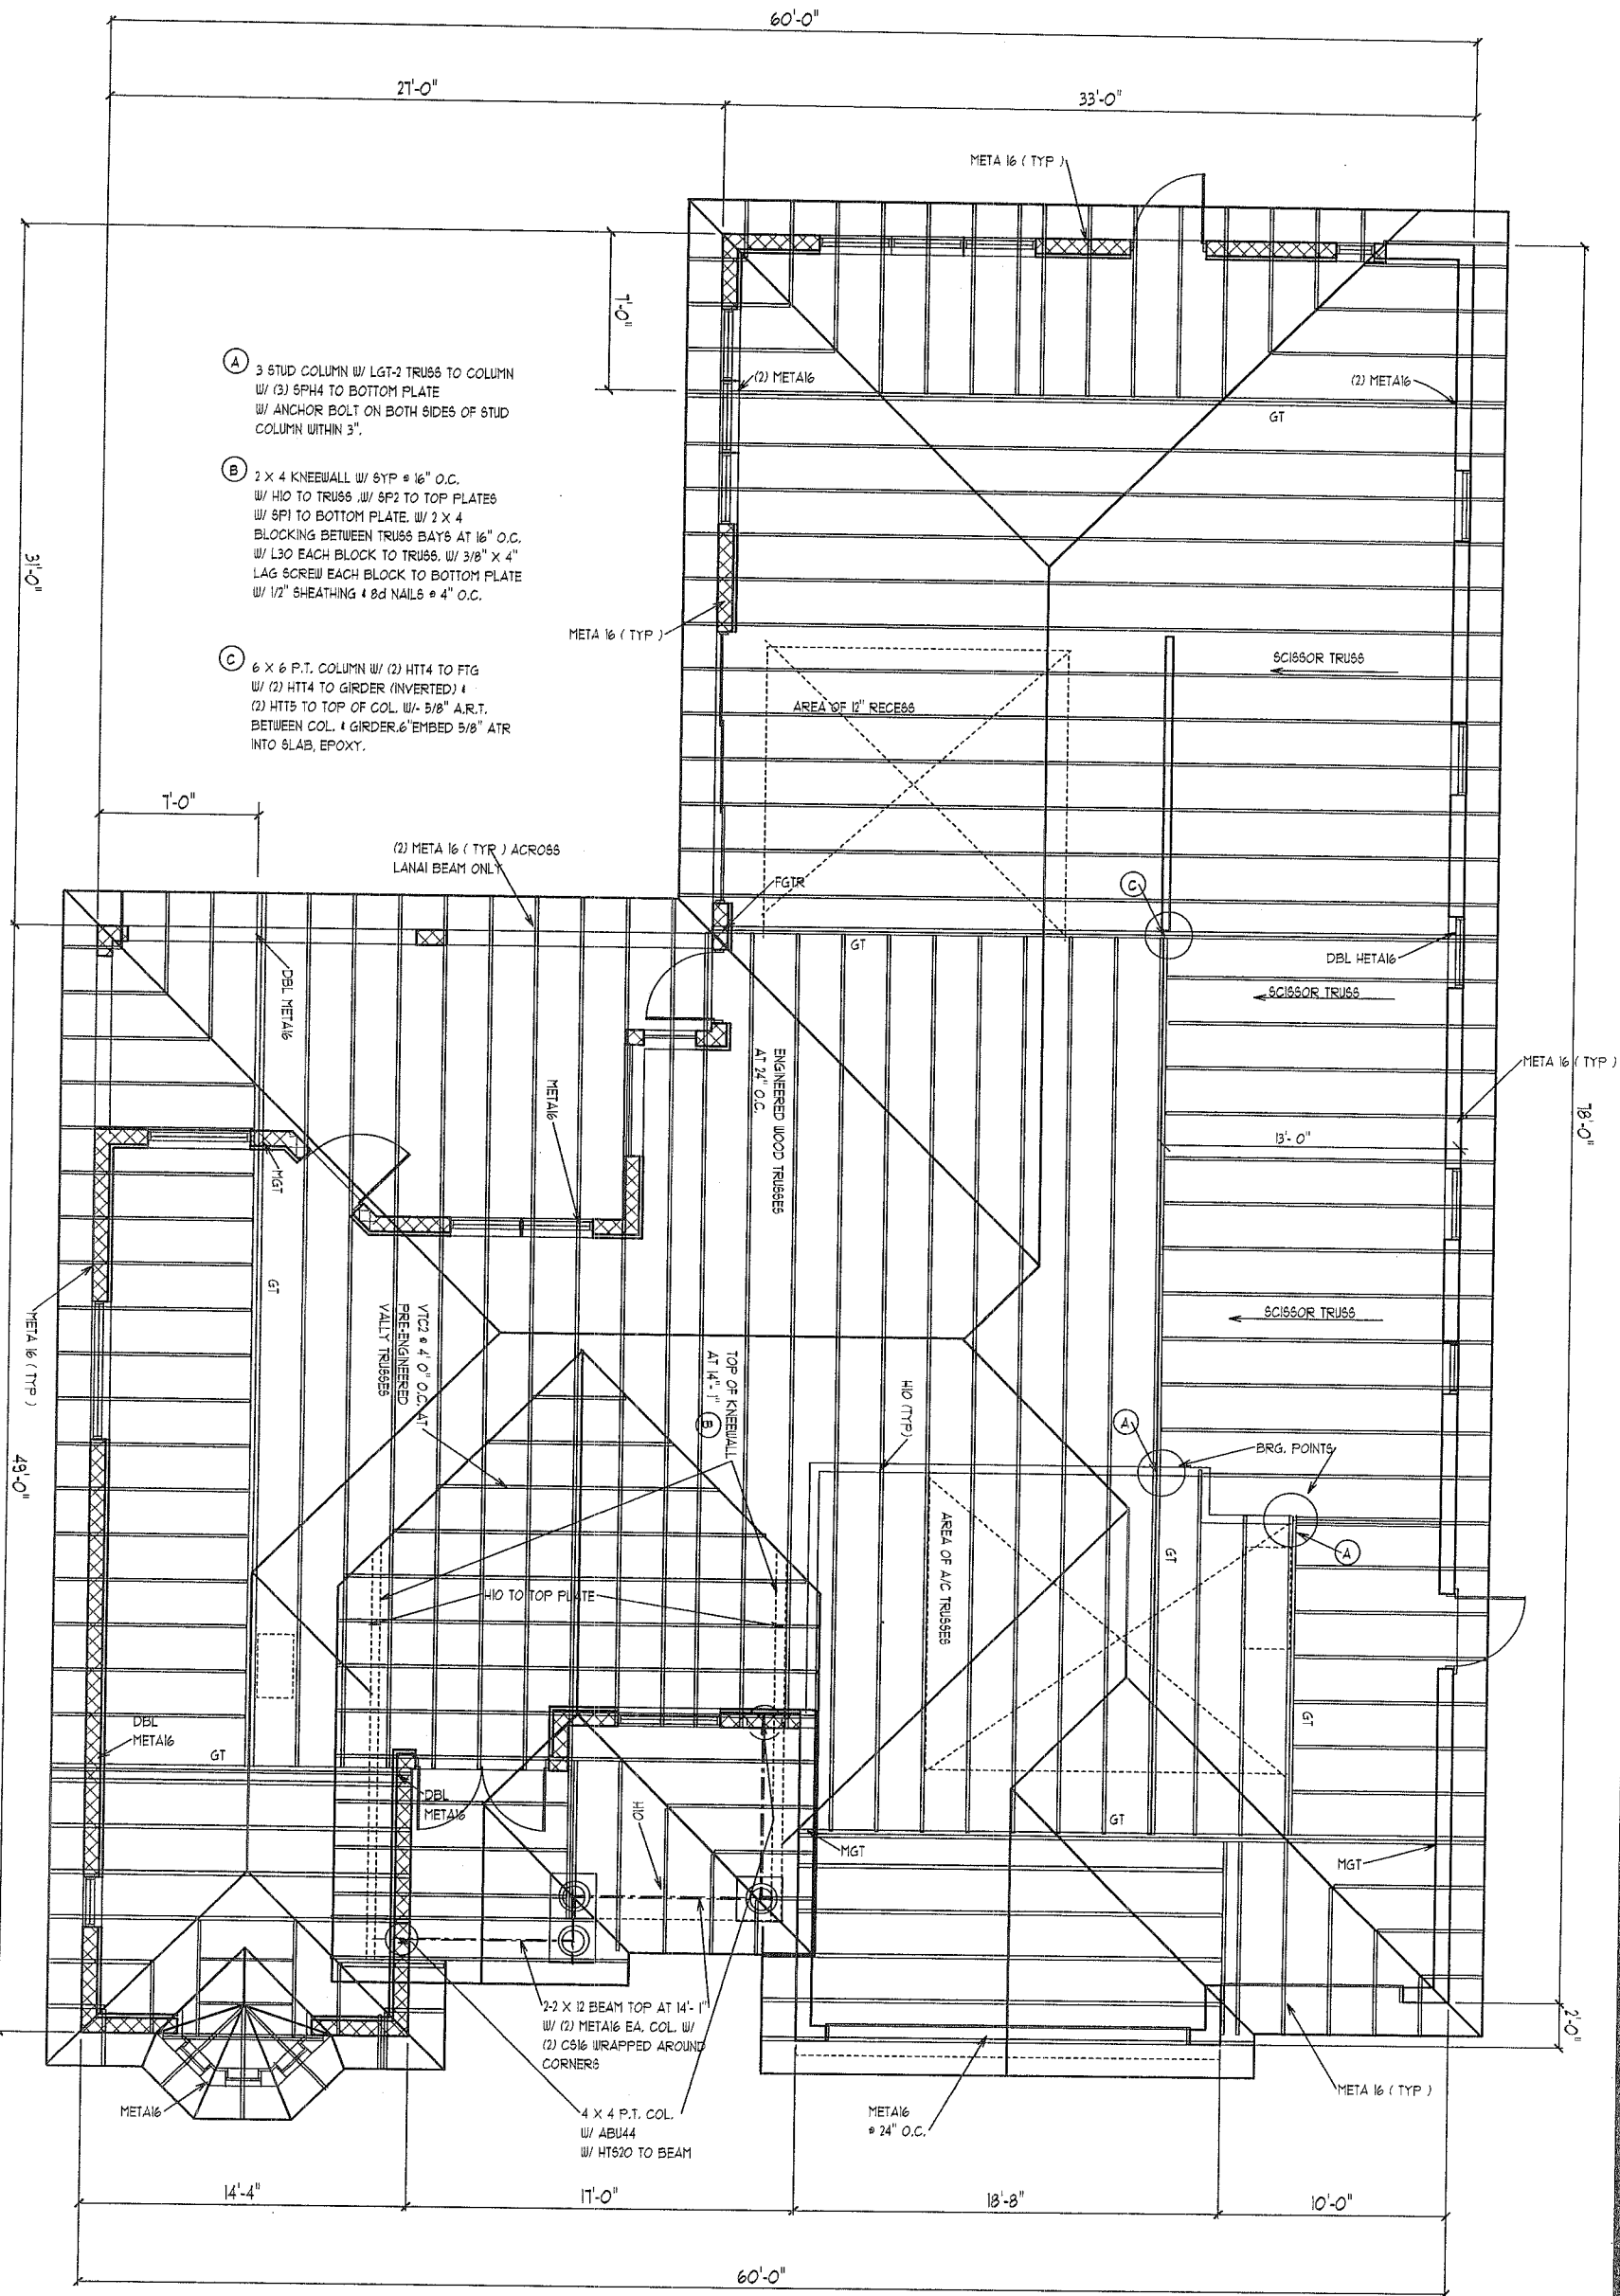 60'-0"
27'-0"
33'-0"
META 16 ( TYP )
7'-0"
A 3 STUD COLUMN W/ LGT-2 TRUSS TO COLUMN
W/ (3) SPH4 TO BOTTOM PLATE
W/ ANCHOR BOLT ON BOTH SIDES OF STUD
COLUMN WITHIN 3".
(2) META16
(2) META16
GT
B 2 X 4 KNEEWALL W/ SYP @ 16" O.C.
W/ H10 TO TRUSS ,W/ SP2 TO TOP PLATES
W/ SP1 TO BOTTOM PLATE. W/ 2 X 4
BLOCKING BETWEEN TRUSS BAYS AT 16" O.C.
W/ L30 EACH BLOCK TO TRUSS. W/ 3/8" X 4"
LAG SCREW EACH BLOCK TO BOTTOM PLATE
W/ 1/2" SHEATHING & 8d NAILS @ 4" O.C.
31'-0"
META 16 ( TYP )
C 6 X 6 P.T. COLUMN W/ (2) HTT4 TO FTG
W/ (2) HTT4 TO GIRDER (INVERTED) &
(2) HTT5 TO TOP OF COL. W/- 5/8" A.R.T.
BETWEEN COL. & GIRDER.6"EMBED 5/8" ATR
INTO SLAB, EPOXY.
SCISSOR TRUSS
AREA OF 12" RECESS
7'-0"
(2) META 16 ( TYP ) ACROSS
LANAI BEAM ONLY
FGTR
C
GT
DBL HETA16
DBL META16
SCISSOR TRUSS
META 16 ( TYP )
78'-0"
ENGINEERED WOOD TRUSSES
AT 24" O.C.
META16
13'- 0"
MGT
GT
META 16 ( TYP )
VTC2 @ 4' 0" O.C. AT
PRE-ENGINEERED
VALLY TRUSSES
TOP OF KNEEWALL
AT 14'- 1"
B
SCISSOR TRUSS
H10 (TYP)
A
BRG. POINTS
49'-0"
AREA OF A/C TRUSSES
GT
A
H10 TO TOP PLATE
DBL
META16
GT
GT
DBL
META16
H10
GT
MGT
MGT
2-2 X 12 BEAM TOP AT 14'- 1"
W/ (2) META16 EA. COL. W/
(2) CS16 WRAPPED AROUND
CORNERS
2'-0"
META16
4 X 4 P.T. COL.
W/ ABU44
W/ HTS20 TO BEAM
META16
@ 24" O.C.
META 16 ( TYP )
14'-4"
17'-0"
18'-8"
10'-0"
60'-0"